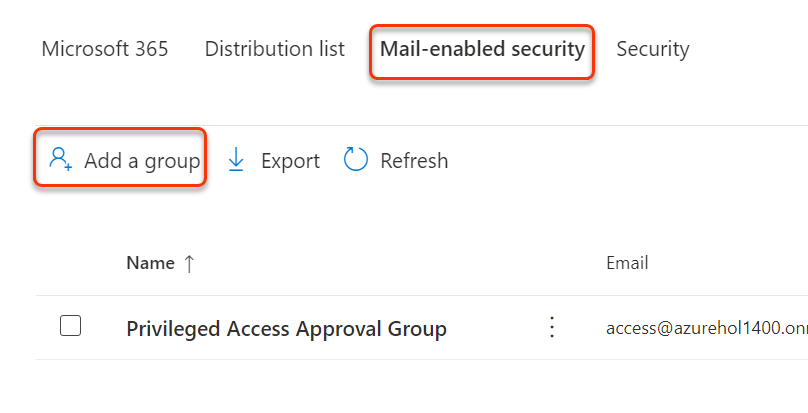 Microsoft 365 Distribution list Mail-enabled security Security
Add a group Export Refresh
Name Email
Privileged Access Approval Group access@azurehol1400.onr